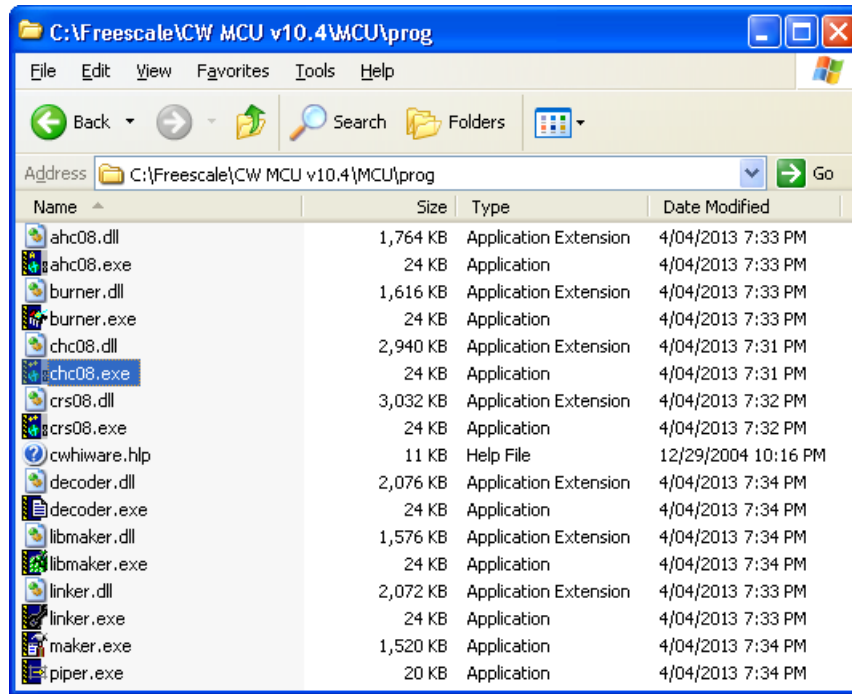 C:\Freescale\CW MCU v10.4\MCU\prog
File Edit View Favorites Tools Help
Back Search Folders
Address C:\Freescale\CW MCU v10.4\MCU\prog Go
Name Size Type Date Modified
ahc08.dll 1,764 KB Application Extension 4/04/2013 7:33 PM
ahc08.exe 24 KB Application 4/04/2013 7:33 PM
burner.dll 1,616 KB Application Extension 4/04/2013 7:33 PM
burner.exe 24 KB Application 4/04/2013 7:33 PM
chc08.dll 2,940 KB Application Extension 4/04/2013 7:31 PM
chc08.exe 24 KB Application 4/04/2013 7:31 PM
crs08.dll 3,032 KB Application Extension 4/04/2013 7:32 PM
crs08.exe 24 KB Application 4/04/2013 7:32 PM
cwhiware.hlp 11 KB Help File 12/29/2004 10:16 PM
decoder.dll 2,076 KB Application Extension 4/04/2013 7:34 PM
decoder.exe 24 KB Application 4/04/2013 7:34 PM
libmaker.dll 1,576 KB Application Extension 4/04/2013 7:34 PM
libmaker.exe 24 KB Application 4/04/2013 7:34 PM
linker.dll 2,072 KB Application Extension 4/04/2013 7:33 PM
linker.exe 24 KB Application 4/04/2013 7:33 PM
maker.exe 1,520 KB Application 4/04/2013 7:34 PM
piper.exe 20 KB Application 4/04/2013 7:34 PM